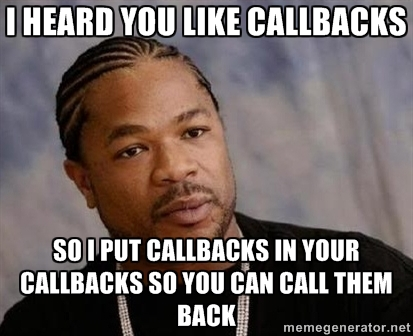 I HEARD YOU LIKE CALLBACKS
SO I PUT CALLBACKS IN YOUR
CALLBACKS SO YOU CAN CALL THEM
BACK
memegenerator.net